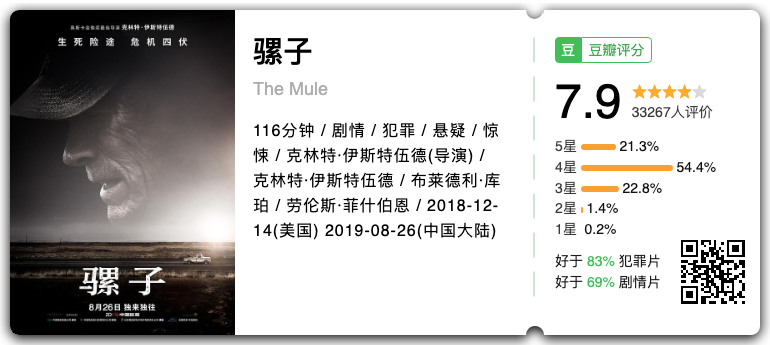 奥斯卡金像奖最佳导演 克林特·伊斯特伍德
生死险途 危机四伏
骡子
8月26日 独来独往
骡子
The Mule
116分钟 / 剧情 / 犯罪 / 悬疑 / 惊
悚 / 克林特·伊斯特伍德(导演) /
克林特·伊斯特伍德 / 布莱德利·库
珀 / 劳伦斯·菲什伯恩 / 2018-12-
14(美国) 2019-08-26(中国大陆)
豆 豆瓣评分
7.9
33267人评价
5星 21.3%
4星 54.4%
3星 22.8%
2星 1.4%
1星 0.2%
好于 83% 犯罪片
好于 69% 剧情片